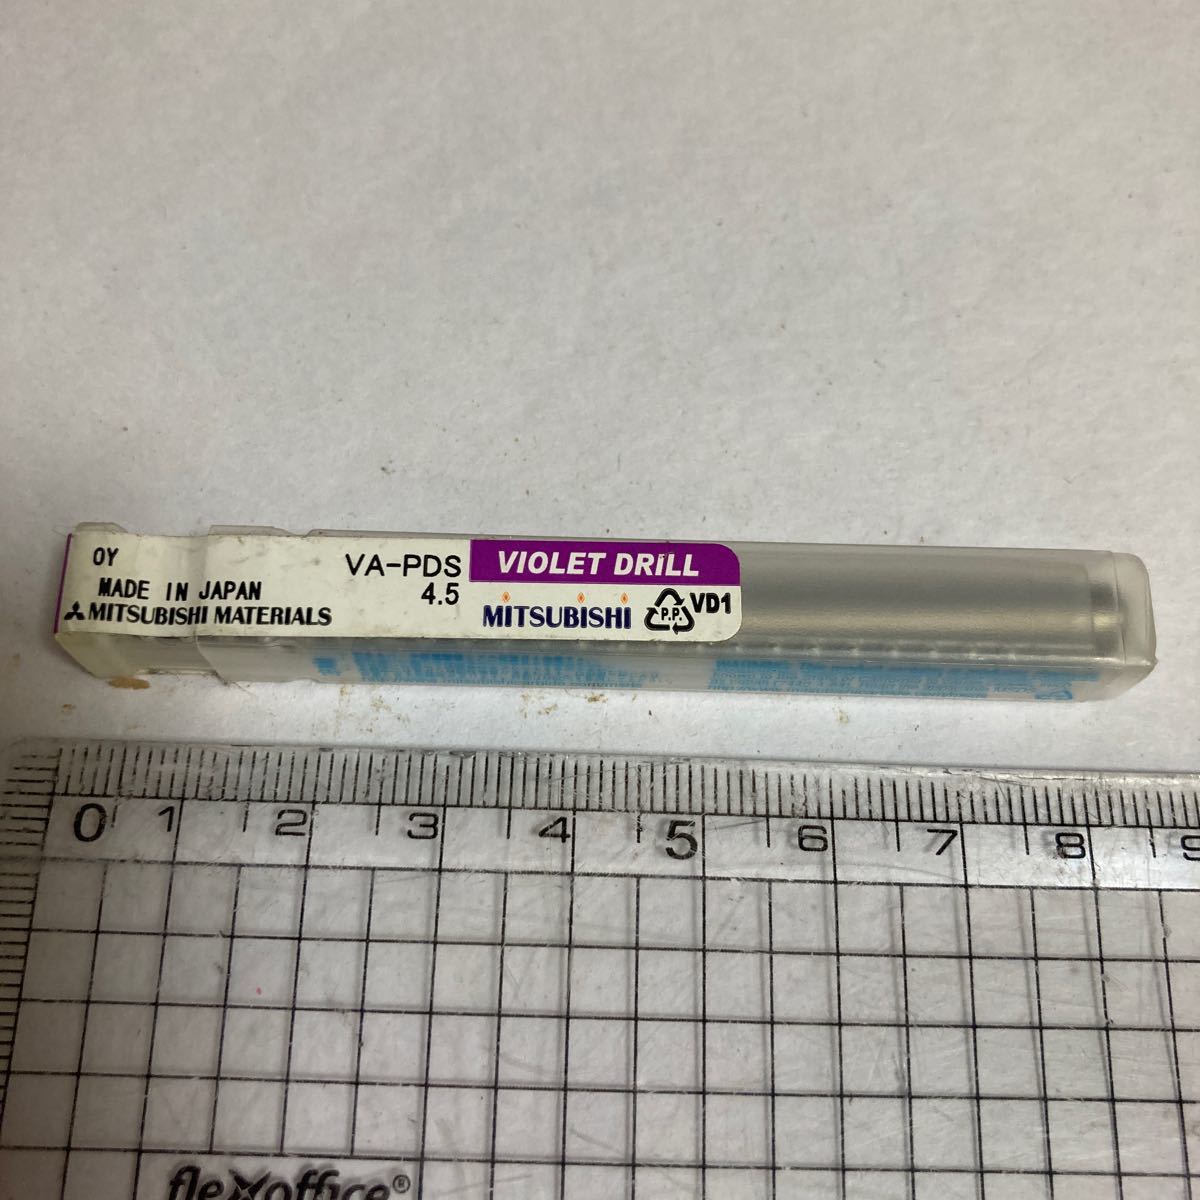 0Y
MADE IN JAPAN
MITSUBISHI MATERIALS
VA-PDS
4.5
VIOLET DRILL
MITSUBISHI
P.P.
VD1
0 1 2 3 4 5 6 7 8 9
flexoffice®